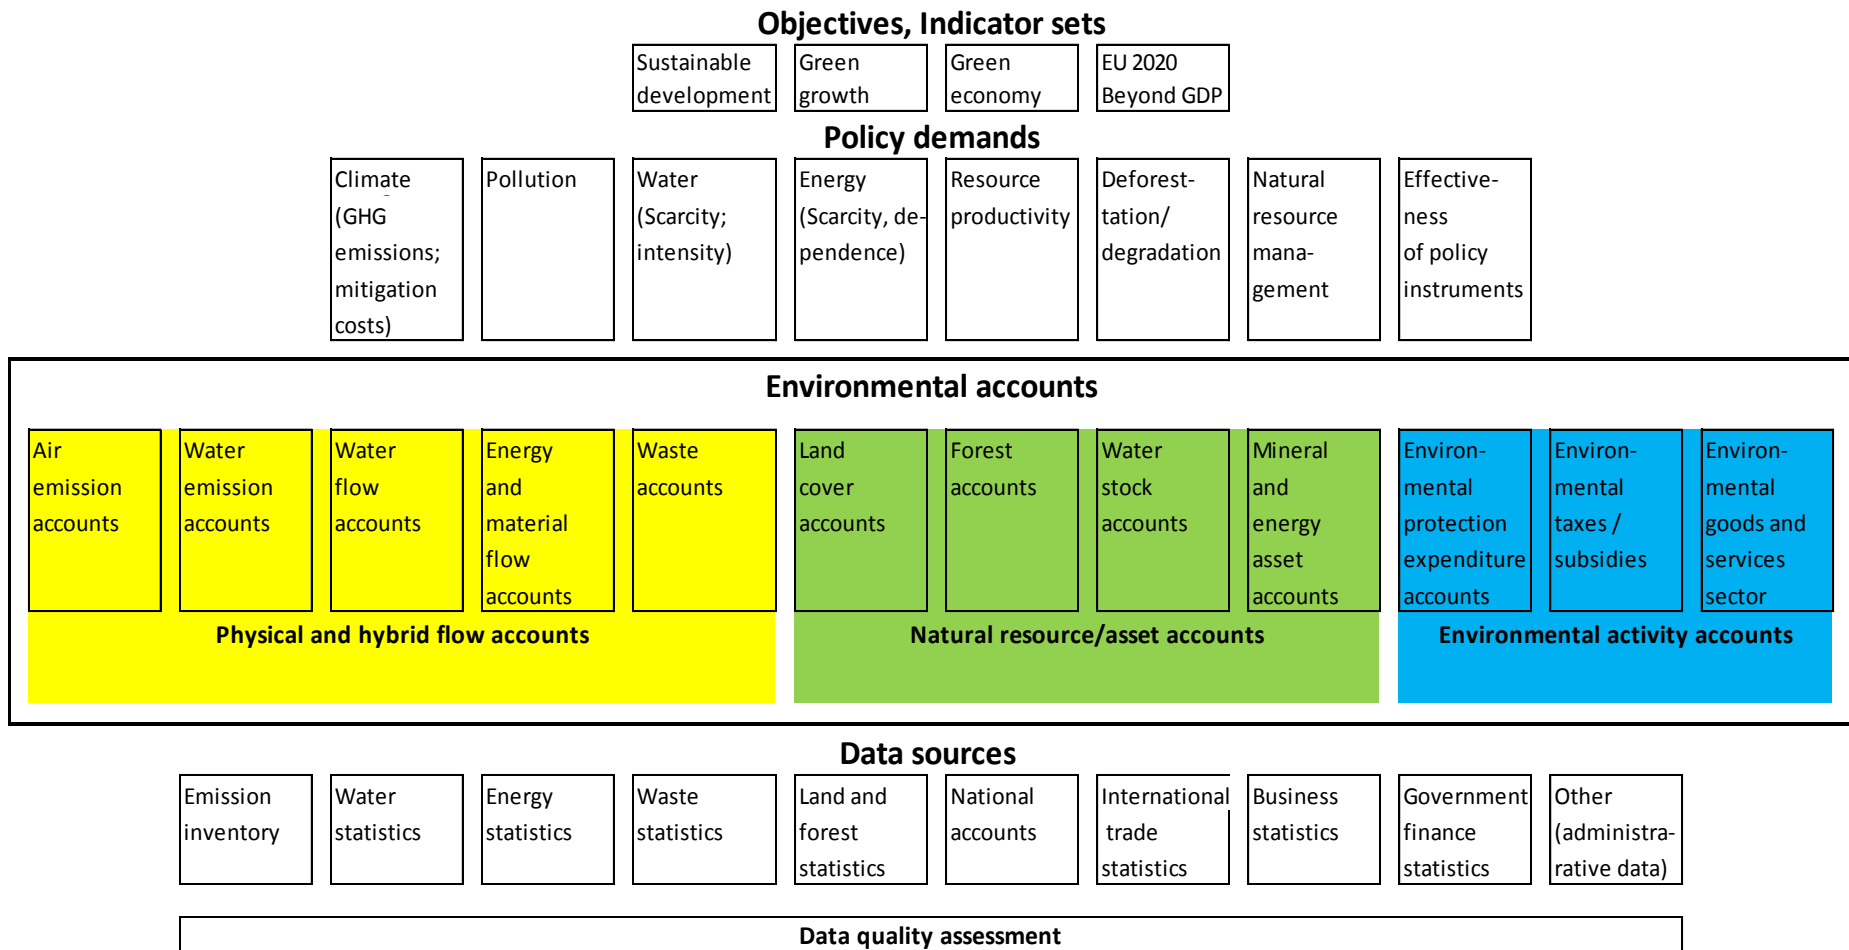 Objectives, Indicator sets
Sustainable
development
Green
growth
Green
economy
EU 2020
Beyond GDP
Policy demands
Climate
(GHG
emissions;
mitigation
costs)
Pollution
Water
(Scarcity;
intensity)
Energy
(Scarcity, de-
pendence)
Resource
productivity
Deforest-
tation/
degradation
Natural
resource
mana-
gement
Effective-
ness
of policy
instruments
Environmental accounts
Air
emission
accounts
Water
emission
accounts
Water
flow
accounts
Energy
and
material
flow
accounts
Waste
accounts
Land
cover
accounts
Forest
accounts
Water
stock
accounts
Mineral
and
energy
asset
accounts
Environ-
mental
protection
expenditure
accounts
Environ-
mental
taxes /
subsidies
Environ-
mental
goods and
services
sector
Physical and hybrid flow accounts
Natural resource/asset accounts
Environmental activity accounts
Data sources
Emission
inventory
Water
statistics
Energy
statistics
Waste
statistics
Land and
forest
statistics
National
accounts
International
trade
statistics
Business
statistics
Government
finance
statistics
Other
(administra-
rative data)
Data quality assessment